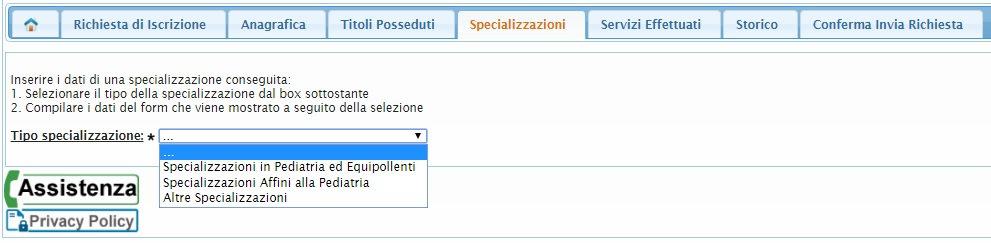 Richiesta di Iscrizione Anagrafica Titoli Posseduti Specializzazioni Servizi Effettuati Storico Conferma Invia Richiesta
Inserire i dati di una specializzazione conseguita:
1. Selezionare il tipo della specializzazione dal box sottostante
2. Compilare i dati del form che viene mostrato a seguito della selezione
Tipo specializzazione: * ...
...
Specializzazioni in Pediatria ed Equipollenti
Specializzazioni Affini alla Pediatria
Altre Specializzazioni
Assistenza
Privacy Policy